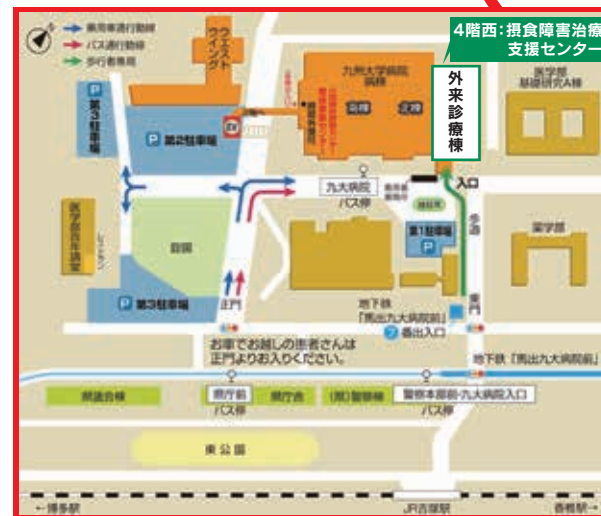 乗用車進行動線
バス進行動線
歩行者専用
4階西：摂食障害治療
支援センター
ウエスト
ウイング
九州大学病院
病棟
南棟
北棟
外来診療棟
医学部
基礎研究A棟
P
第3駐車場
P 第2駐車場
九大病院
バス停
入口
歩道
第1駐車場
P
薬学部
医学部百年講堂
庭園
P 第3駐車場
正門
地下鉄
「馬出九大病院前」
7 番出入口
東門
お車でお越しの患者さんは
正門よりお入りください。
地下鉄「馬出九大病院前」
県議会棟
県庁前
バス停
県庁舎
(県)警察棟
警察本部前・九大病院入口
バス停
東公園
←博多駅
JR吉塚駅
香椎駅→